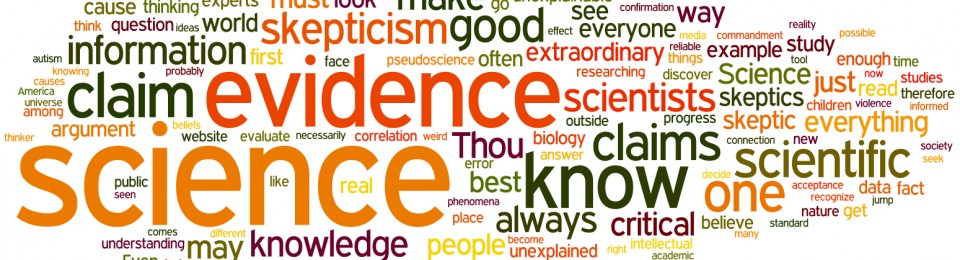 cause thinking experts must look make go unexplainable confirmation way
think question ideas world skepticism good effect see everyone media commandment reality possible
autism information first face pseudoscience often extraordinary reliable things example study tool enough time
knowing probably researching discover Science just now studies
causes America universe among claim evidence scientists skeptics read therefore
children violence informed
outside progress skeptic everything
thinker argument beliefs website evaluate necessarily correlation weird Thou biology claims connection new society
science error answer scientific seek
public seen like real best know decide one acceptance recognize data fact jump
phenomena place always critical believe standard nature get
many
comes understanding different may knowledge people become unexplained right intellectual academic
Even